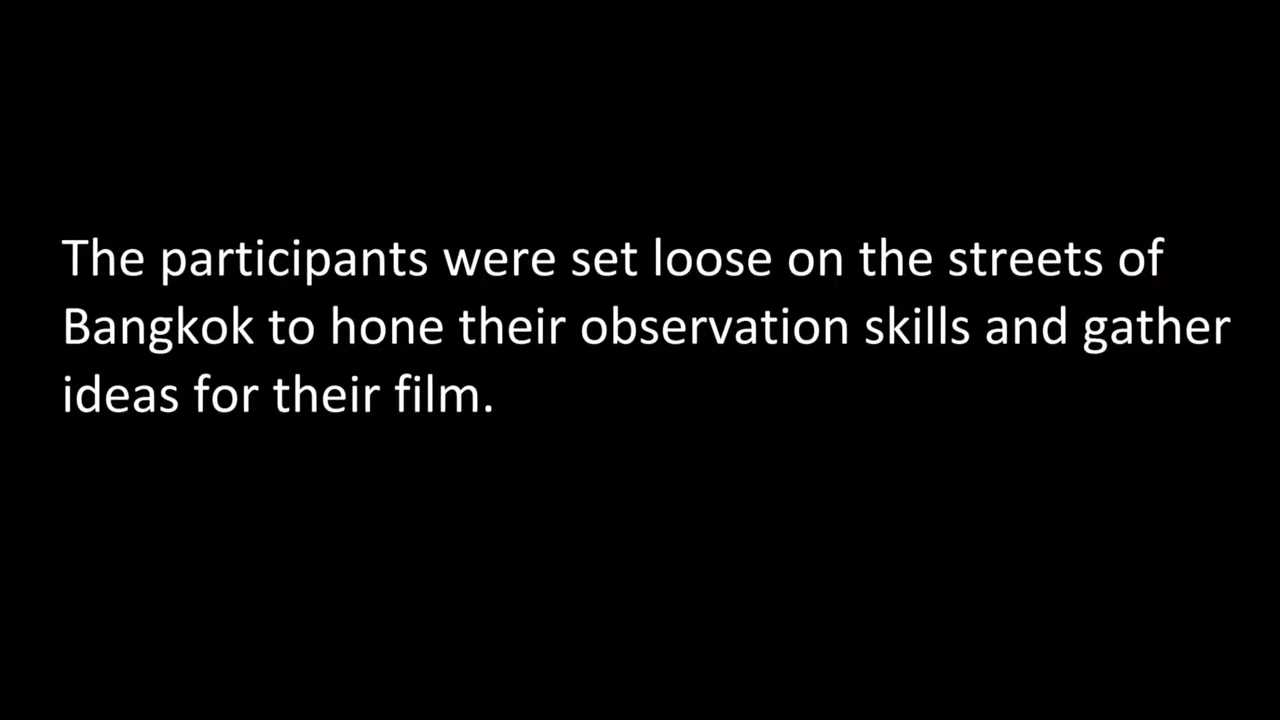 The participants were set loose on the streets of
Bangkok to hone their observation skills and gather
ideas for their film.